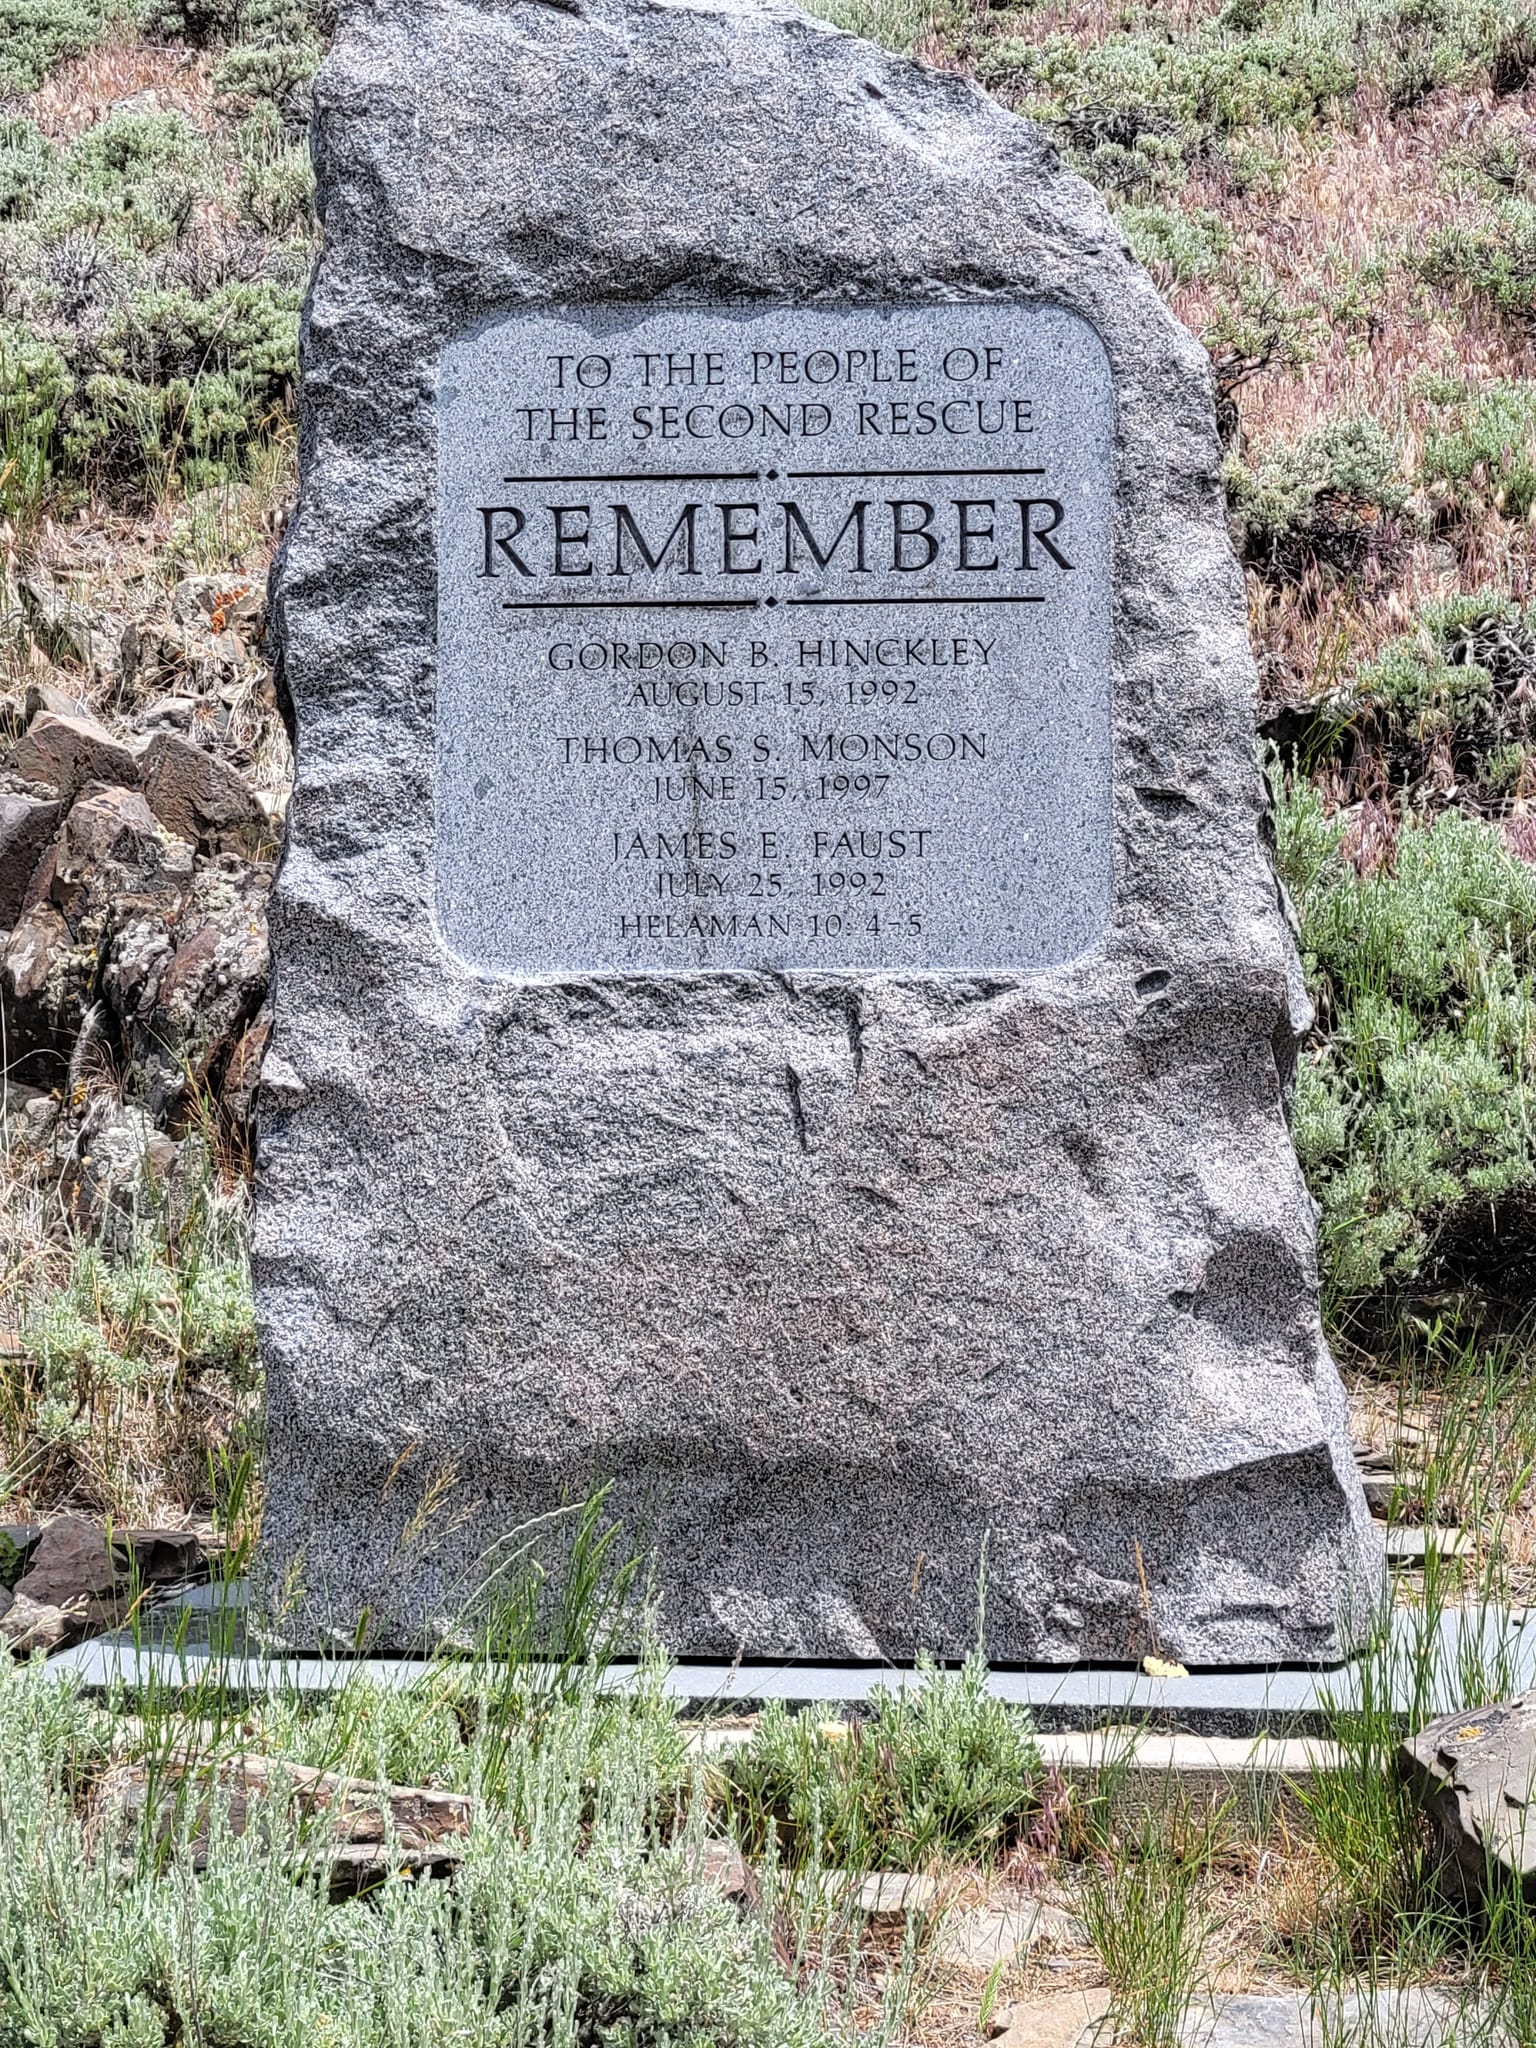 TO THE PEOPLE OF
THE SECOND RESCUE
REMEMBER
GORDON B. HINCKLEY
AUGUST 15, 1992
THOMAS S. MONSON
JUNE 15, 1997
JAMES E. FAUST
JULY 25, 1992
HELAMAN 10: 4-5